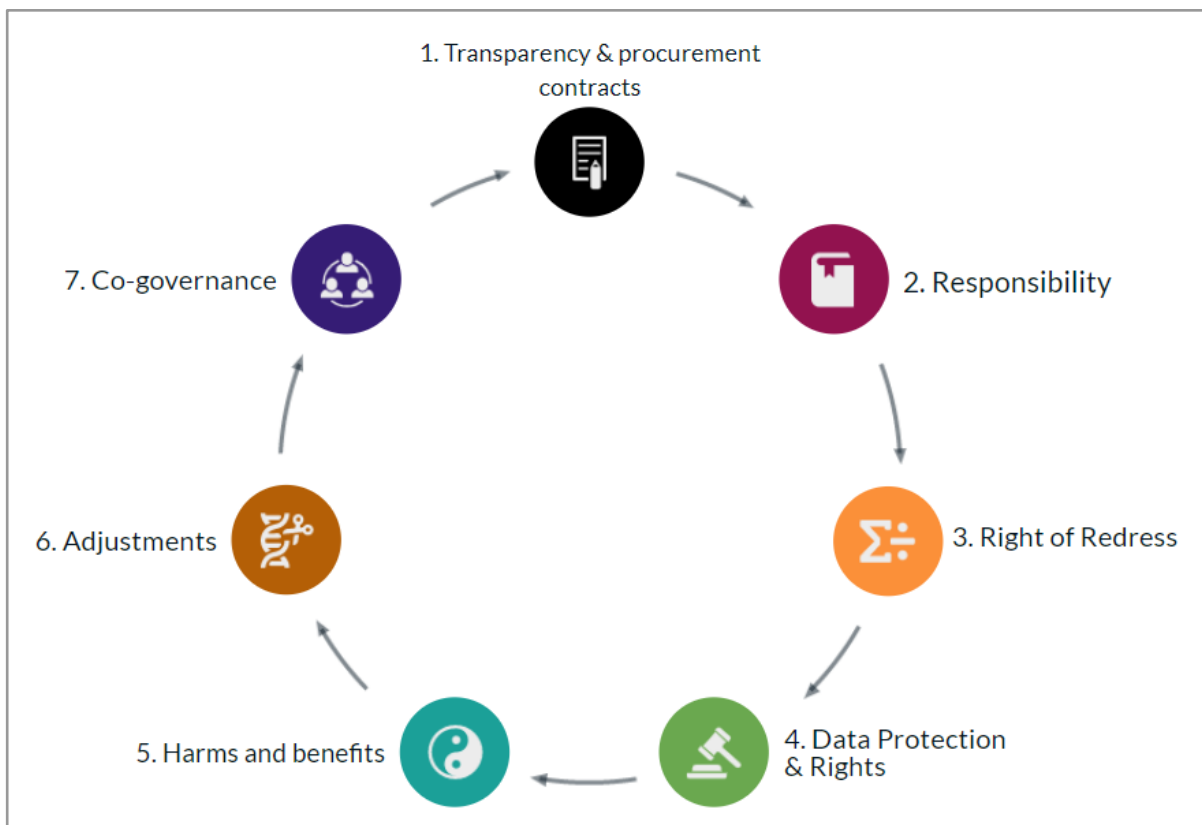 1. Transparency & procurement
contracts
2. Responsibility
3. Right of Redress
4. Data Protection
& Rights
5. Harms and benefits
6. Adjustments
7. Co-governance